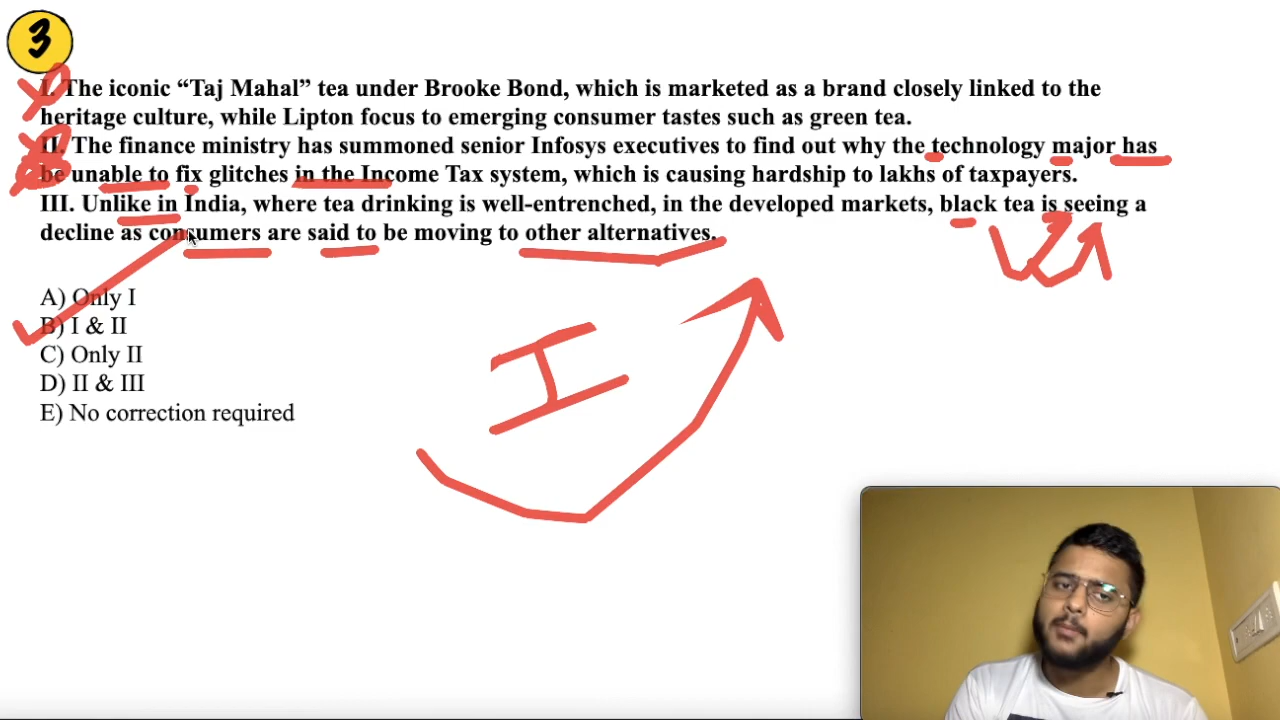 3
I. The iconic “Taj Mahal” tea under Brooke Bond, which is marketed as a brand closely linked to the
heritage culture, while Lipton focus to emerging consumer tastes such as green tea.
II. The finance ministry has summoned senior Infosys executives to find out why the technology major has
be unable to fix glitches in the Income Tax system, which is causing hardship to lakhs of taxpayers.
III. Unlike in India, where tea drinking is well-entrenched, in the developed markets, black tea is seeing a
decline as consumers are said to be moving to other alternatives.
A) Only I
B) I & II
C) Only II
D) II & III
E) No correction required
I